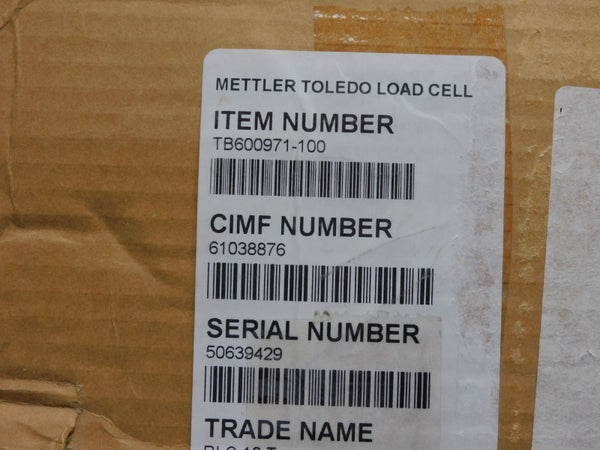 METTLER TOLEDO LOAD CELL
ITEM NUMBER
TB600971-100
CIMF NUMBER
61038876
SERIAL NUMBER
50639429
TRADE NAME